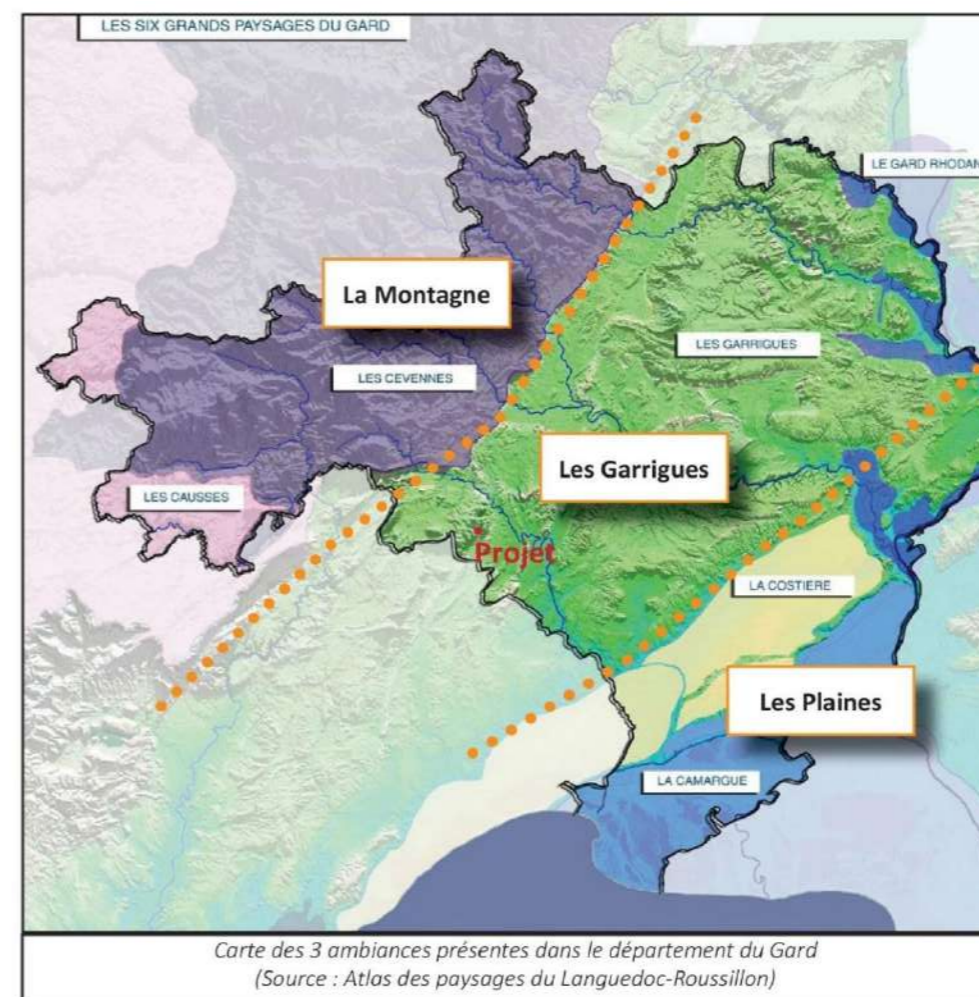 LES SIX GRANDS PAYSAGES DU GARD
LE GARD
La Montagne
LES GARRIGUES
LES CEVENNES
Les Garrigues
LES CAUSSES
Projet
LA COSTIERE
Les Plaines
LA CAMARGUE
Carte des 3 ambiances présentes dans le département du Gard
(Source : Atlas des paysages du Languedoc-Roussillon)